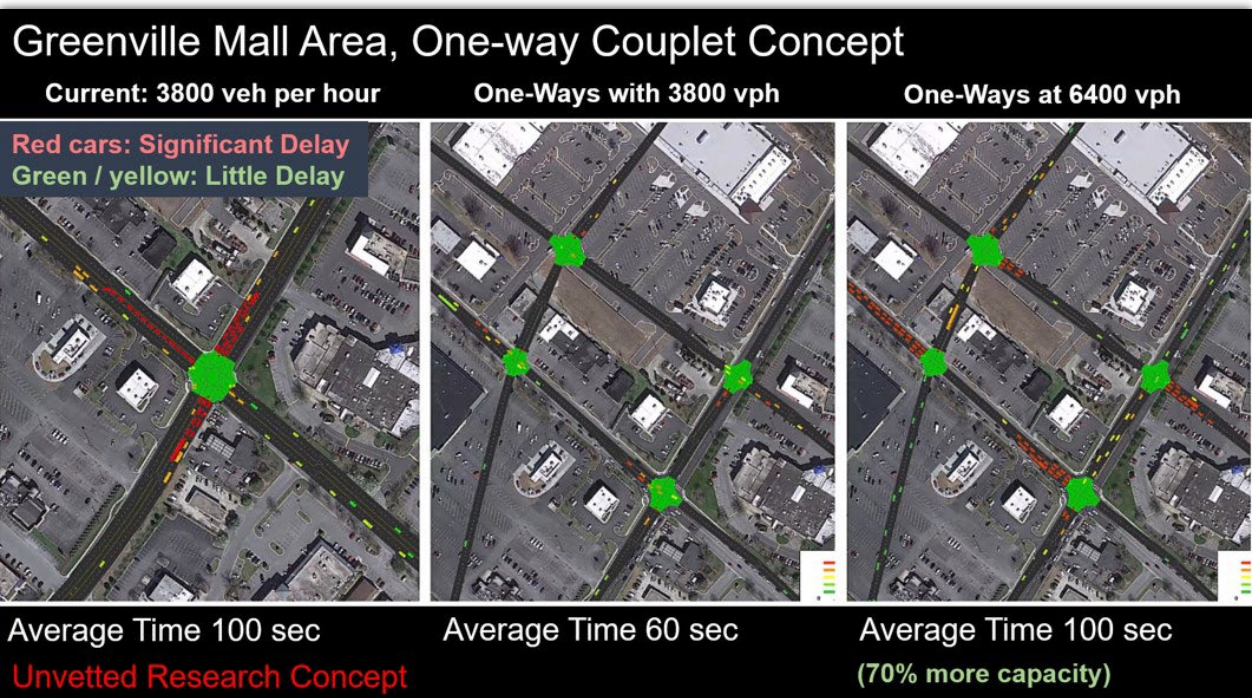 Greenville Mall Area, One-way Couplet Concept
Current: 3800 veh per hour
One-Ways with 3800 vph
One-Ways at 6400 vph
Red cars: Significant Delay
Green / yellow: Little Delay
Average Time 100 sec
Average Time 60 sec
Average Time 100 sec
Unvetted Research Concept
(70% more capacity)